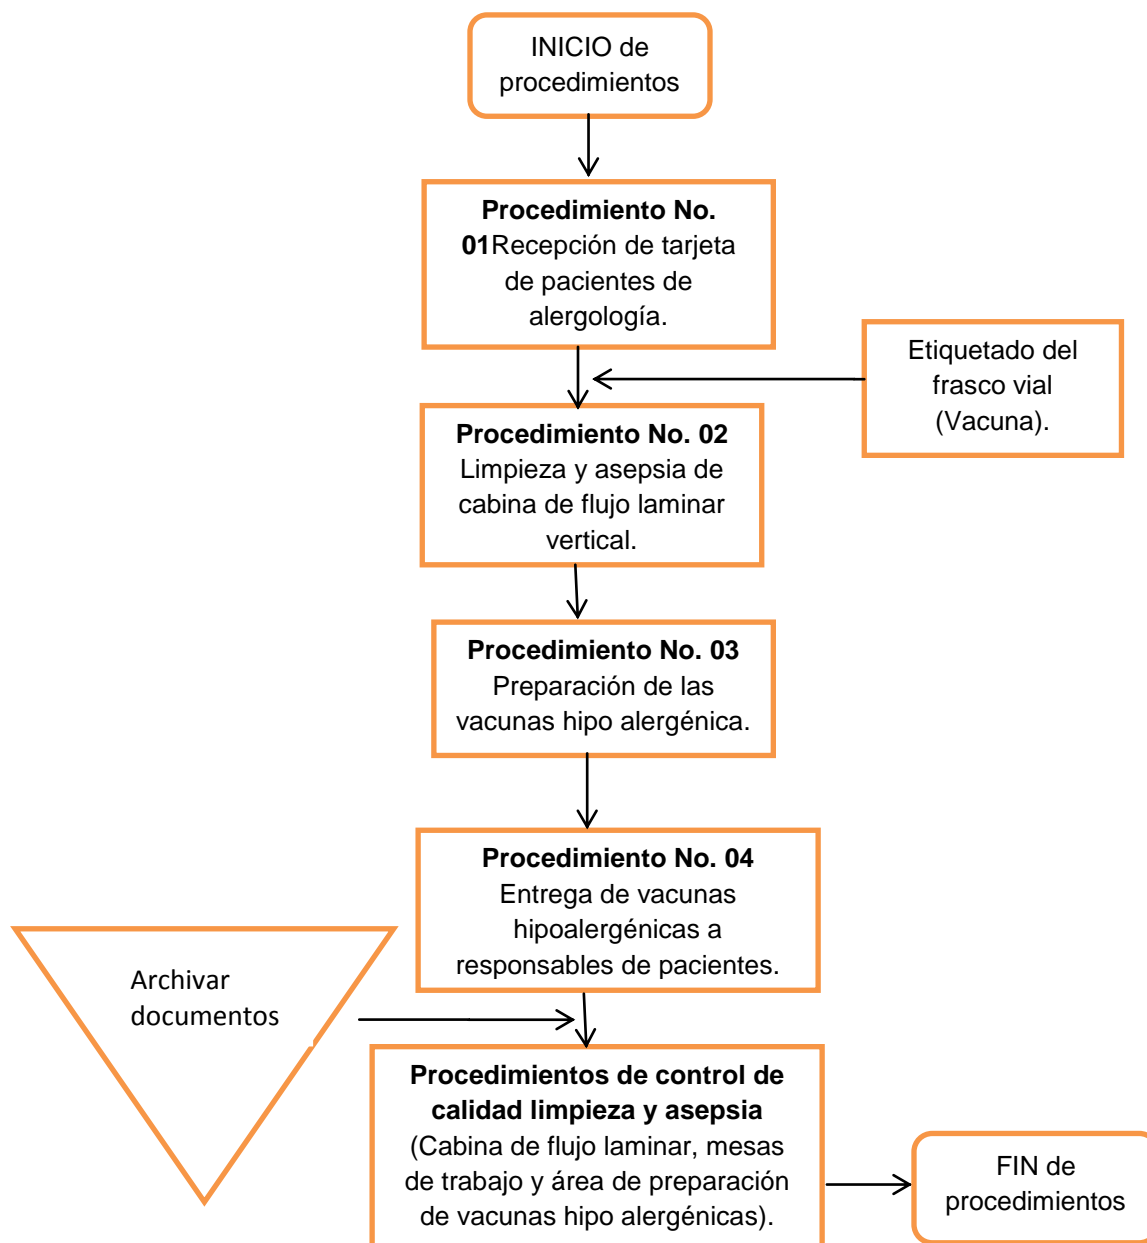 INICIO de
procedimientos
Procedimiento No.
01Recepción de tarjeta
de pacientes de
alergología.
Etiquetado del
frasco vial
(Vacuna).
Procedimiento No. 02
Limpieza y asepsia de
cabina de flujo laminar
vertical.
Procedimiento No. 03
Preparación de las
vacunas hipo alergénica.
Procedimiento No. 04
Entrega de vacunas
hipoalergénicas a
responsables de pacientes.
Archivar
documentos
Procedimientos de control de
calidad limpieza y asepsia
(Cabina de flujo laminar, mesas
de trabajo y área de preparación
de vacunas hipo alergénicas).
FIN de
procedimientos